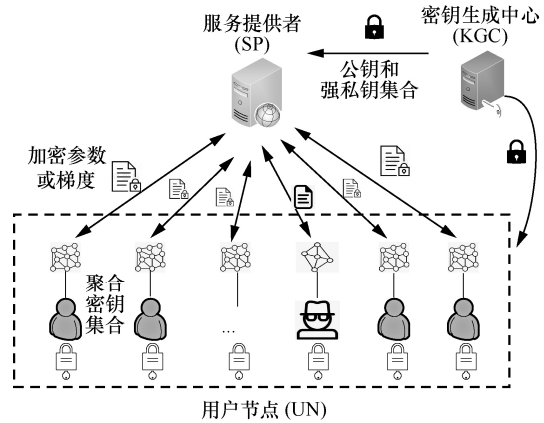 服务提供者
(SP)
密钥生成中心
(KGC)
公钥和
强私钥集合
加密参数
或梯度
聚合
密钥
集合
...
用户节点 (UN)